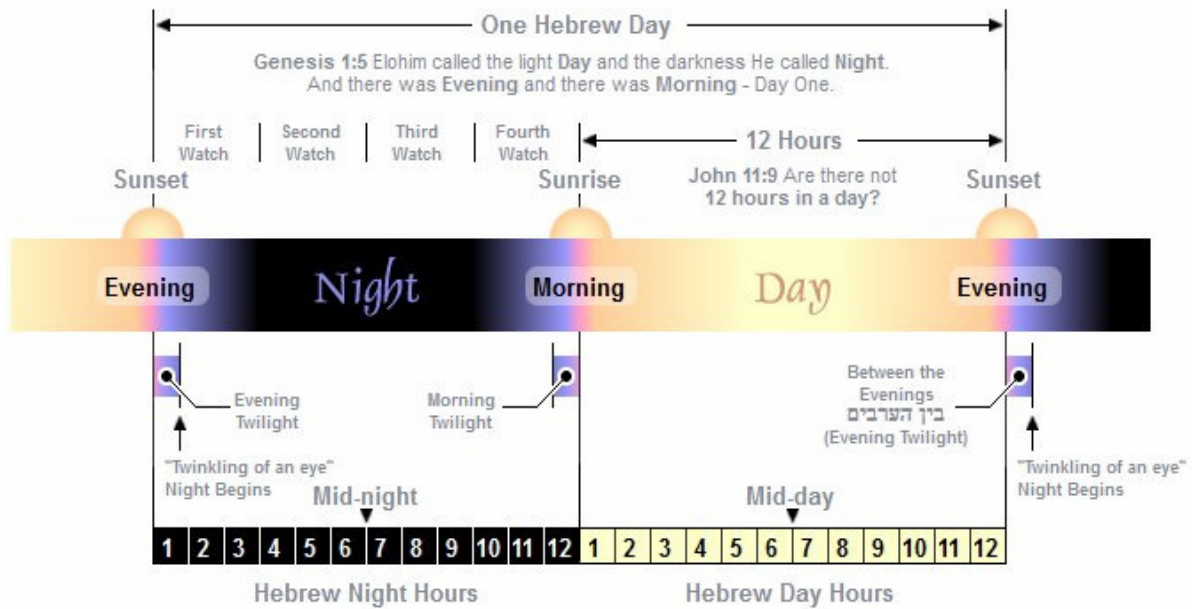 One Hebrew Day
Genesis 1:5 Elohim called the light Day and the darkness He called Night.
And there was Evening and there was Morning - Day One.
First
Watch
Second
Watch
Third
Watch
Fourth
Watch
12 Hours
John 11:9 Are there not
12 hours in a day?
Sunset
Sunrise
Sunset
Evening
Night
Morning
Day
Evening
Evening
Twilight
Morning
Twilight
Between the
Evenings
בין הערבים
(Evening Twilight)
"Twinkling of an eye"
Night Begins
"Twinkling of an eye"
Night Begins
Mid-night
Mid-day
1 2 3 4 5 6 7 8 9 10 11 12 1 2 3 4 5 6 7 8 9 10 11 12
Hebrew Night Hours
Hebrew Day Hours